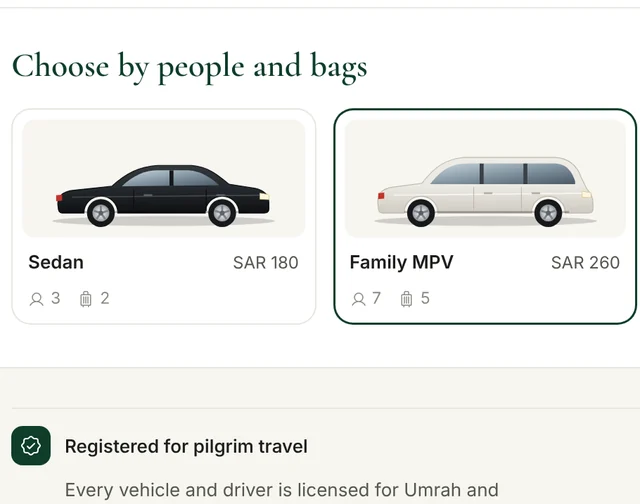 Choose by people and bags
Sedan SAR 180
3 2
Family MPV SAR 260
7 5
Registered for pilgrim travel
Every vehicle and driver is licensed for Umrah and